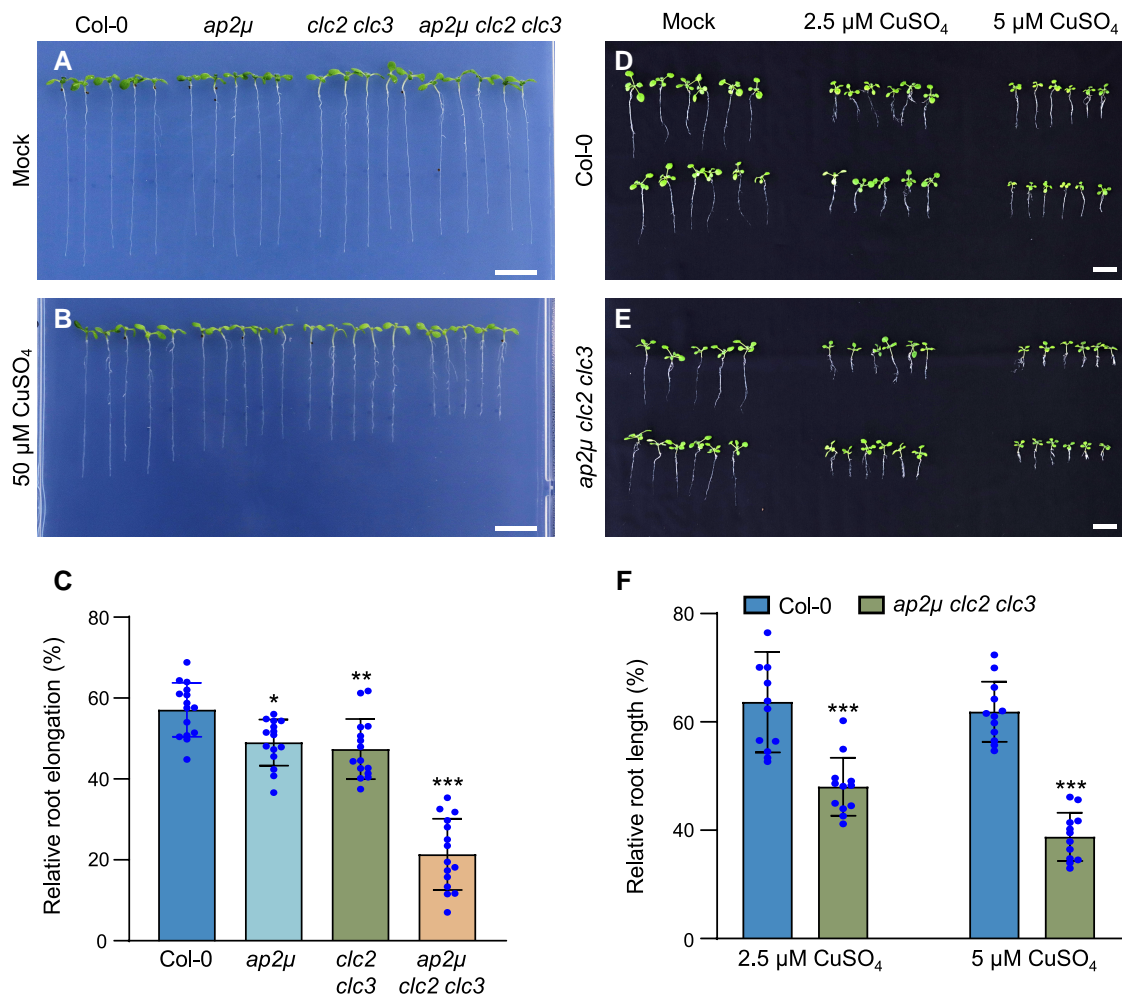 Col-0 ap2μ clc2 clc3 ap2μ clc2 clc3
A
Mock
B
50 μM CuSO₄
C
Relative root elongation (%)
80
60
40
20
0
*
**
***
Col-0 ap2μ clc2 clc3 ap2μ clc2 clc3
Mock 2.5 μM CuSO₄ 5 μM CuSO₄
D
Col-0
E
ap2μ clc2 clc3
F
Col-0 ap2μ clc2 clc3
Relative root length (%)
80
60
40
0
***
***
2.5 μM CuSO₄ 5 μM CuSO₄